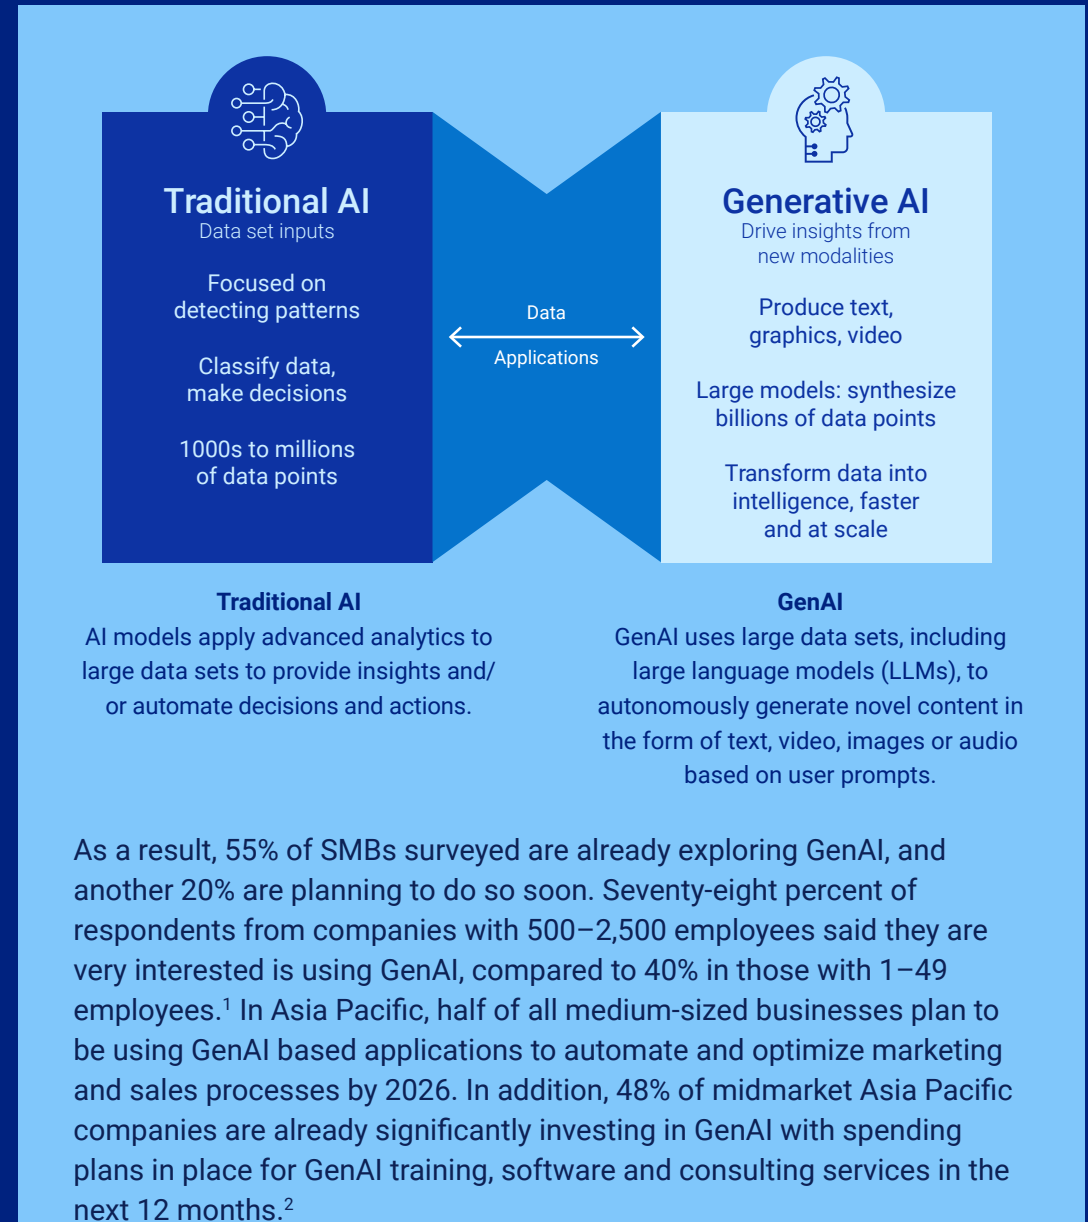 Traditional AI
Data set inputs
Focused on
detecting patterns
Classify data,
make decisions
1000s to millions
of data points
Data
Applications
Generative AI
Drive insights from
new modalities
Produce text,
graphics, video
Large models: synthesize
billions of data points
Transform data into
intelligence, faster
and at scale
Traditional AI
AI models apply advanced analytics to
large data sets to provide insights and/
or automate decisions and actions.
GenAI
GenAI uses large data sets, including
large language models (LLMs), to
autonomously generate novel content in
the form of text, video, images or audio
based on user prompts.
As a result, 55% of SMBs surveyed are already exploring GenAI, and
another 20% are planning to do so soon. Seventy-eight percent of
respondents from companies with 500–2,500 employees said they are
very interested is using GenAI, compared to 40% in those with 1–49
employees.¹ In Asia Pacific, half of all medium-sized businesses plan to
be using GenAI based applications to automate and optimize marketing
and sales processes by 2026. In addition, 48% of midmarket Asia Pacific
companies are already significantly investing in GenAI with spending
plans in place for GenAI training, software and consulting services in the
next 12 months.²